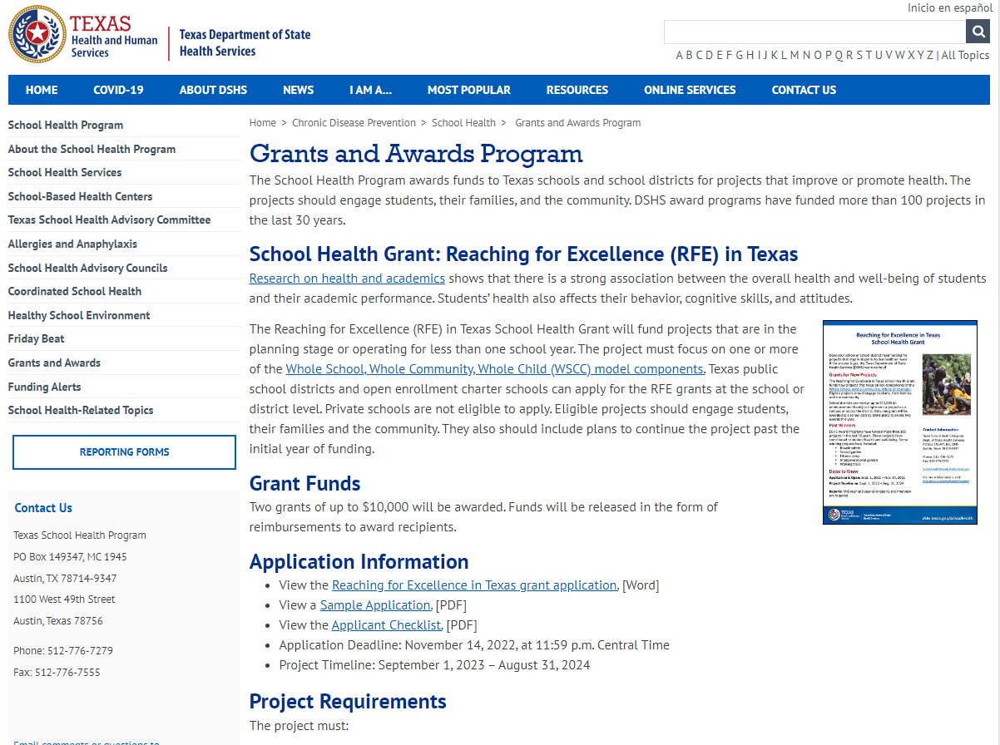 Inicio en español
TEXAS
Health and Human
Services
Texas Department of State
Health Services
A B C D E F G H I J K L M N O P Q R S T U V W X Y Z | All Topics
HOME COVID-19 ABOUT DSHS NEWS I AM A... MOST POPULAR RESOURCES ONLINE SERVICES CONTACT US
School Health Program
About the School Health Program
School Health Services
School-Based Health Centers
Texas School Health Advisory Committee
Allergies and Anaphylaxis
School Health Advisory Councils
Coordinated School Health
Healthy School Environment
Friday Beat
Grants and Awards
Funding Alerts
School Health-Related Topics
REPORTING FORMS
Contact Us
Texas School Health Program
PO Box 149347, MC 1945
Austin, TX 78714-9347
1100 West 49th Street
Austin, Texas 78756
Phone: 512-776-7279
Fax: 512-776-7555
Email comments or questions to
Home > Chronic Disease Prevention > School Health > Grants and Awards Program
Grants and Awards Program
The School Health Program awards funds to Texas schools and school districts for projects that improve or promote health. The
projects should engage students, their families, and the community. DSHS award programs have funded more than 100 projects in
the last 30 years.
School Health Grant: Reaching for Excellence (RFE) in Texas
Research on health and academics shows that there is a strong association between the overall health and well-being of students
and their academic performance. Students' health also affects their behavior, cognitive skills, and attitudes.
The Reaching for Excellence (RFE) in Texas School Health Grant will fund projects that are in the
planning stage or operating for less than one school year. The project must focus on one or more
of the Whole School, Whole Community, Whole Child (WSCC) model components. Texas public
school districts and open enrollment charter schools can apply for the RFE grants at the school or
district level. Private schools are not eligible to apply. Eligible projects should engage students,
their families and the community. They also should include plans to continue the project past the
initial year of funding.
Reaching for Excellence in Texas
School Health Grant
Grants for New Projects
Past Winners
Contact Information
Dates to Know
Grant Funds
Two grants of up to $10,000 will be awarded. Funds will be released in the form of
reimbursements to award recipients.
Application Information
• View the Reaching for Excellence in Texas grant application. [Word]
• View a Sample Application. [PDF]
• View the Applicant Checklist. [PDF]
• Application Deadline: November 14, 2022, at 11:59 p.m. Central Time
• Project Timeline: September 1, 2023 – August 31, 2024
Project Requirements
The project must: